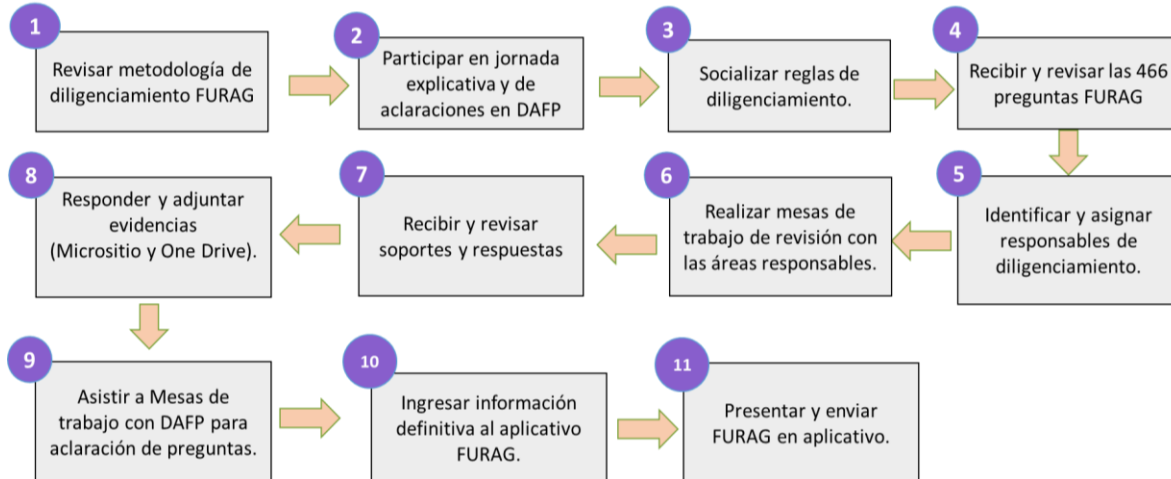 1
Revisar metodología de
diligenciamiento FURAG
2
Participar en jornada
explicativa y de
aclaraciones en DAFP
3
Socializar reglas de
diligenciamiento.
4
Recibir y revisar las 466
preguntas FURAG
5
Identificar y asignar
responsables de
diligenciamiento.
6
Realizar mesas de
trabajo de revisión con
las áreas responsables.
7
Recibir y revisar
soportes y respuestas
8
Responder y adjuntar
evidencias
(Micrositio y One Drive).
9
Asistir a Mesas de
trabajo con DAFP para
aclaración de preguntas.
10
Ingresar información
definitiva al aplicativo
FURAG.
11
Presentar y enviar
FURAG en aplicativo.